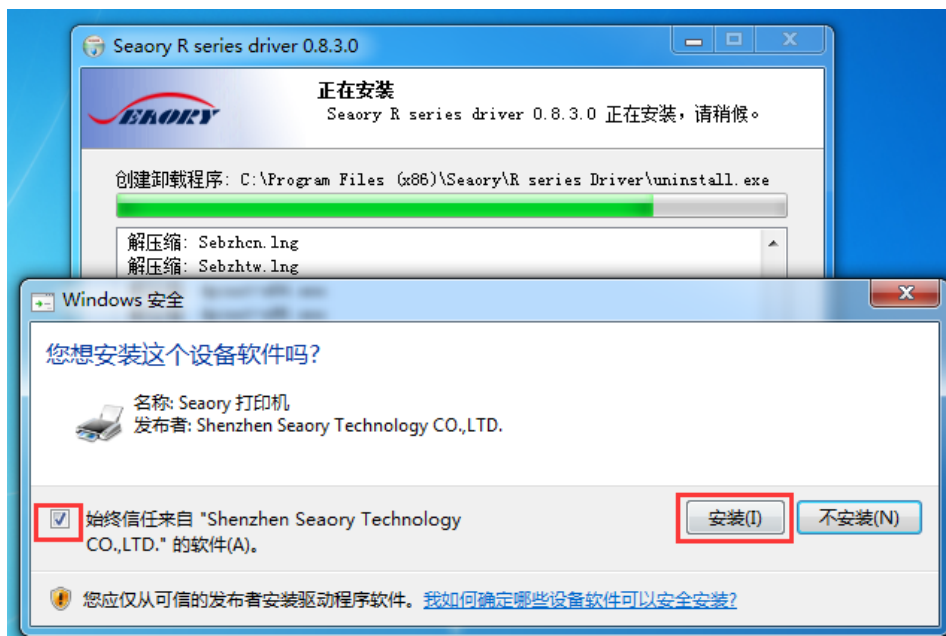 Seaory R series driver 0.8.3.0
SEAORY
正在安装
Seaory R series driver 0.8.3.0 正在安装，请稍候。
创建卸载程序: C:\Program Files (x86)\Seaory\R series Driver\uninstall.exe
解压缩: Sebzhcn.lng
解压缩: Sebzhtw.lng
Windows 安全
您想安装这个设备软件吗?
名称: Seaory 打印机
发布者: Shenzhen Seaory Technology CO.,LTD.
始终信任来自 "Shenzhen Seaory Technology
CO.,LTD." 的软件(A)。
安装(I)
不安装(N)
您应仅从可信的发布者安装驱动程序软件。我如何确定哪些设备软件可以安全安装?